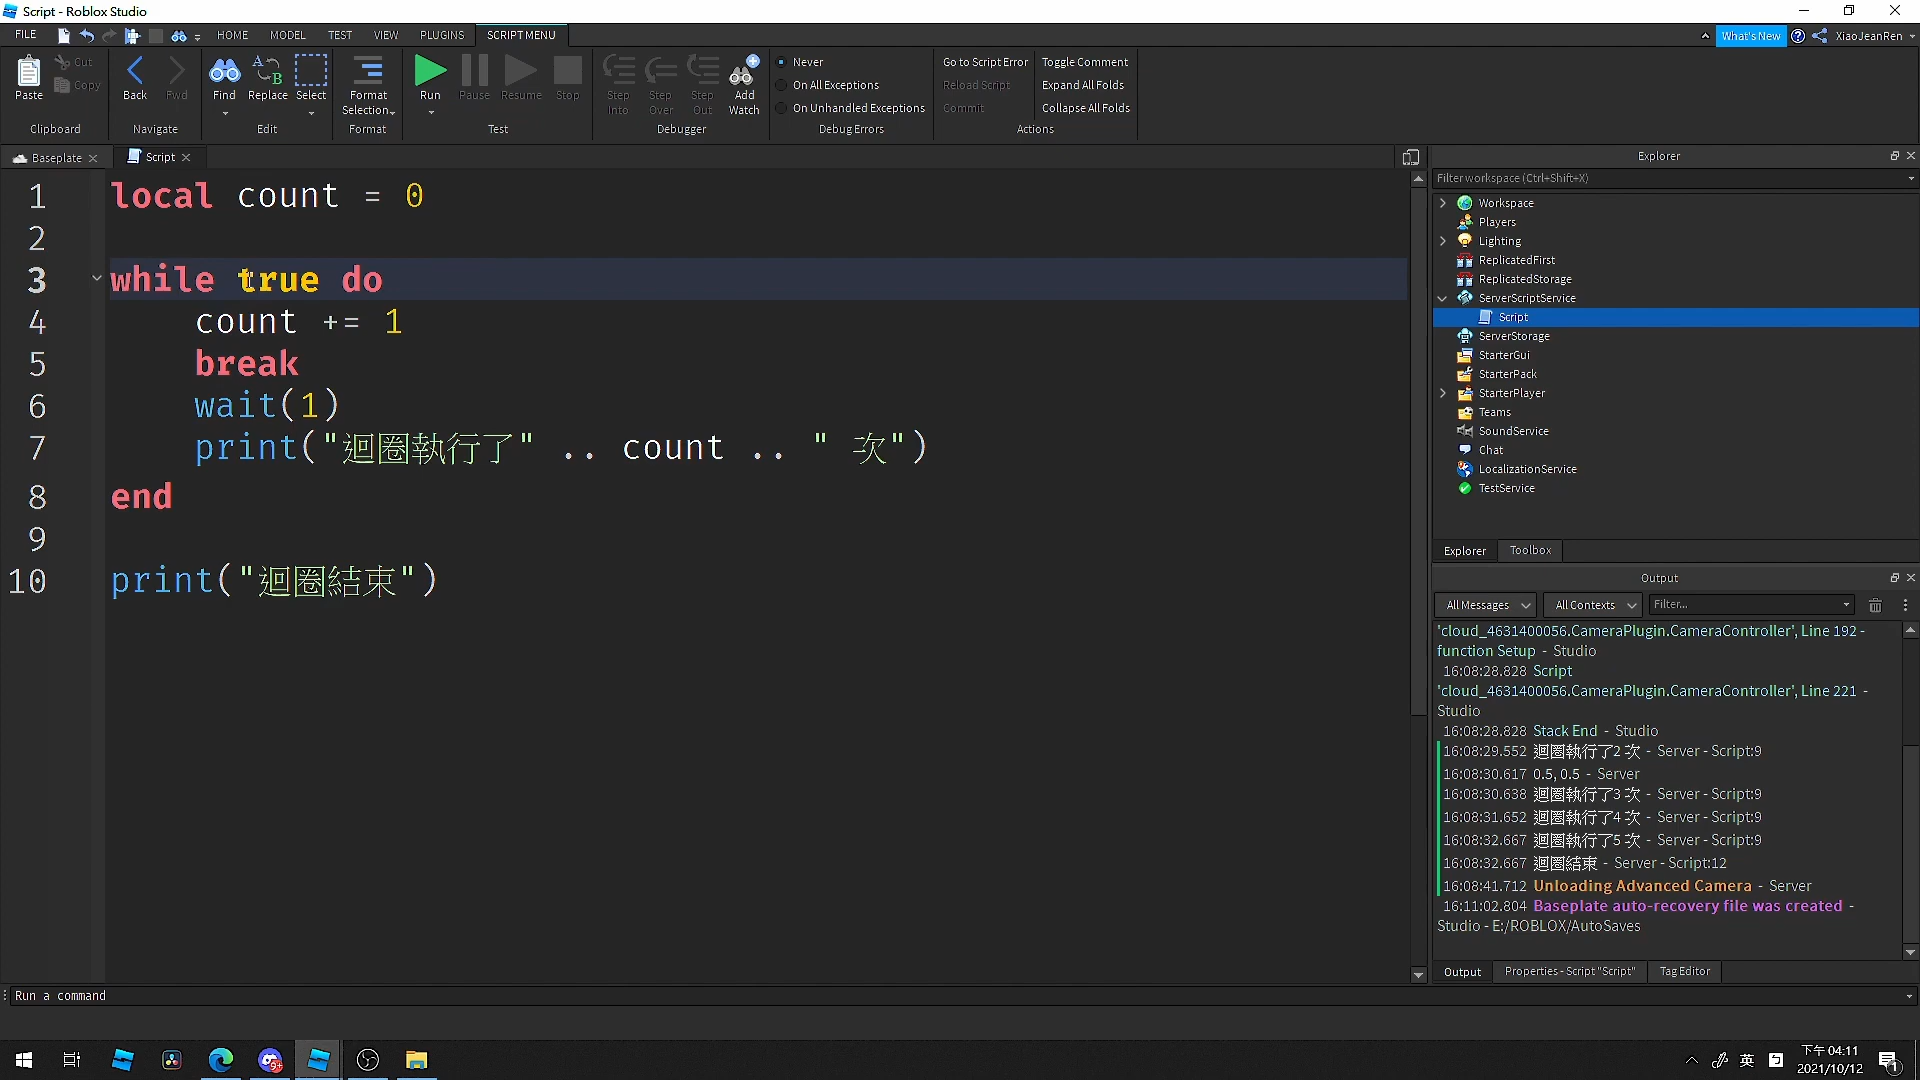 Script - Roblox Studio
FILE HOME MODEL TEST VIEW PLUGINS SCRIPT MENU What's New XiaoJeanRen
Paste Cut Copy Clipboard
Back Fwd Navigate
Find Replace Select Edit
Format Selection Format
Run Pause Resume Stop Test
Step Into Step Over Step Out Add Watch Debugger
Never
On All Exceptions
On Unhandled Exceptions
Debug Errors
Go to Script Error Toggle Comment
Reload Script Expand All Folds
Commit Collapse All Folds
Actions
Baseplate Script
1 local count = 0
2
3 while true do
4 count += 1
5 break
6 wait(1)
7 print("迴圈執行了" .. count .. " 次")
8 end
9
10 print("迴圈結束")
Explorer
Filter workspace (Ctrl+Shift+X)
Workspace
Players
Lighting
ReplicatedFirst
ReplicatedStorage
ServerScriptService
Script
ServerStorage
StarterGui
StarterPack
StarterPlayer
Teams
SoundService
Chat
LocalizationService
TestService
Explorer Toolbox
Output
All Messages All Contexts Filter...
'cloud_4631400056.CameraPlugin.CameraController', Line 192 -
function Setup - Studio
16:08:28.828 Script
'cloud_4631400056.CameraPlugin.CameraController', Line 221 -
Studio
16:08:28.828 Stack End - Studio
16:08:29.552 迴圈執行了2 次 - Server - Script:9
16:08:30.617 0.5, 0.5 - Server
16:08:30.638 迴圈執行了3 次 - Server - Script:9
16:08:31.652 迴圈執行了4 次 - Server - Script:9
16:08:32.667 迴圈執行了5 次 - Server - Script:9
16:08:32.667 迴圈結束 - Server - Script:12
16:08:41.712 Unloading Advanced Camera - Server
16:11:02.804 Baseplate auto-recovery file was created -
Studio - E:/ROBLOX/AutoSaves
Output Properties - Script "Script" Tag Editor
Run a command
9+
英
下午 04:11
2021/10/12
1